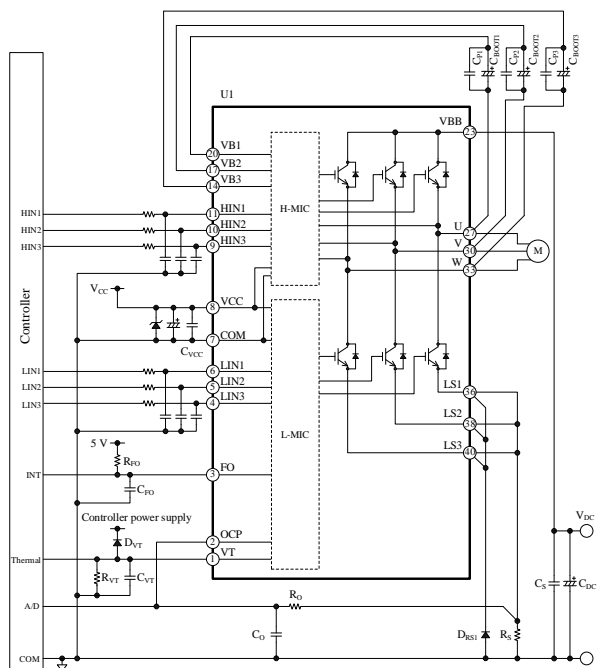 CP1
CBOOT1
CP2
CBOOT2
CP3
CBOOT3
U1
VBB
23
VB1
20
VB2
17
VB3
14
H-MIC
HIN1
11
HIN1
HIN2
10
HIN2
HIN3
9
HIN3
U
27
V
30
W
33
M
Controller
VCC
8
VCC
7
COM
CVCC
LIN1
6
LIN1
LIN2
5
LIN2
LIN3
4
LIN3
L-MIC
LS1
36
LS2
38
LS3
40
5 V
RFO
INT
3
FO
CFO
Controller power supply
DVT
2
OCP
Thermal
1
VT
RVT
CVT
VDC
CS
CDC
A/D
RO
CO
DRS1
RS
COM